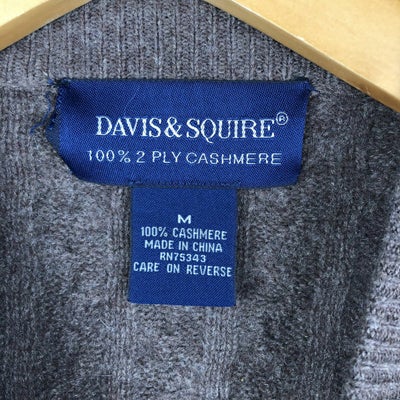 DAVIS & SQUIRE®
100% 2 PLY CASHMERE
M
100% CASHMERE
MADE IN CHINA
RN75343
CARE ON REVERSE